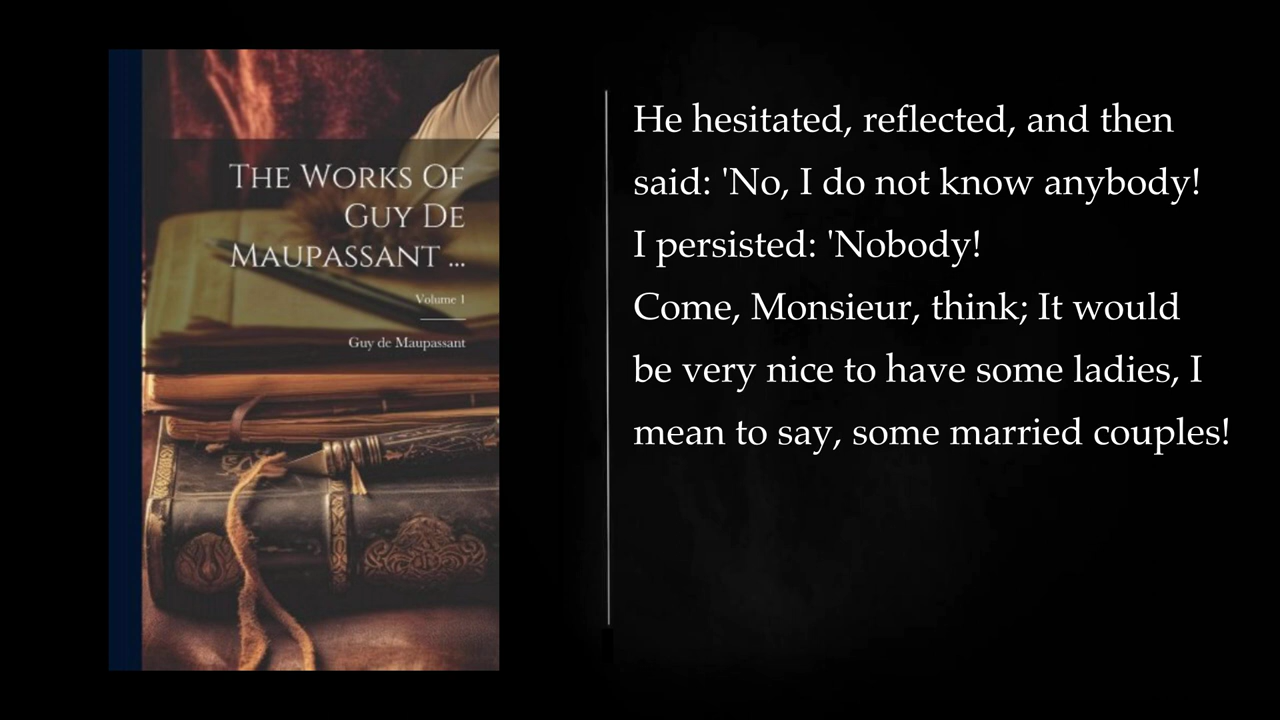 THE WORKS OF
GUY DE
MAUPASSANT ...
Volume 1
Guy de Maupassant
He hesitated, reflected, and then
said: 'No, I do not know anybody!
I persisted: 'Nobody!
Come, Monsieur, think; It would
be very nice to have some ladies, I
mean to say, some married couples!